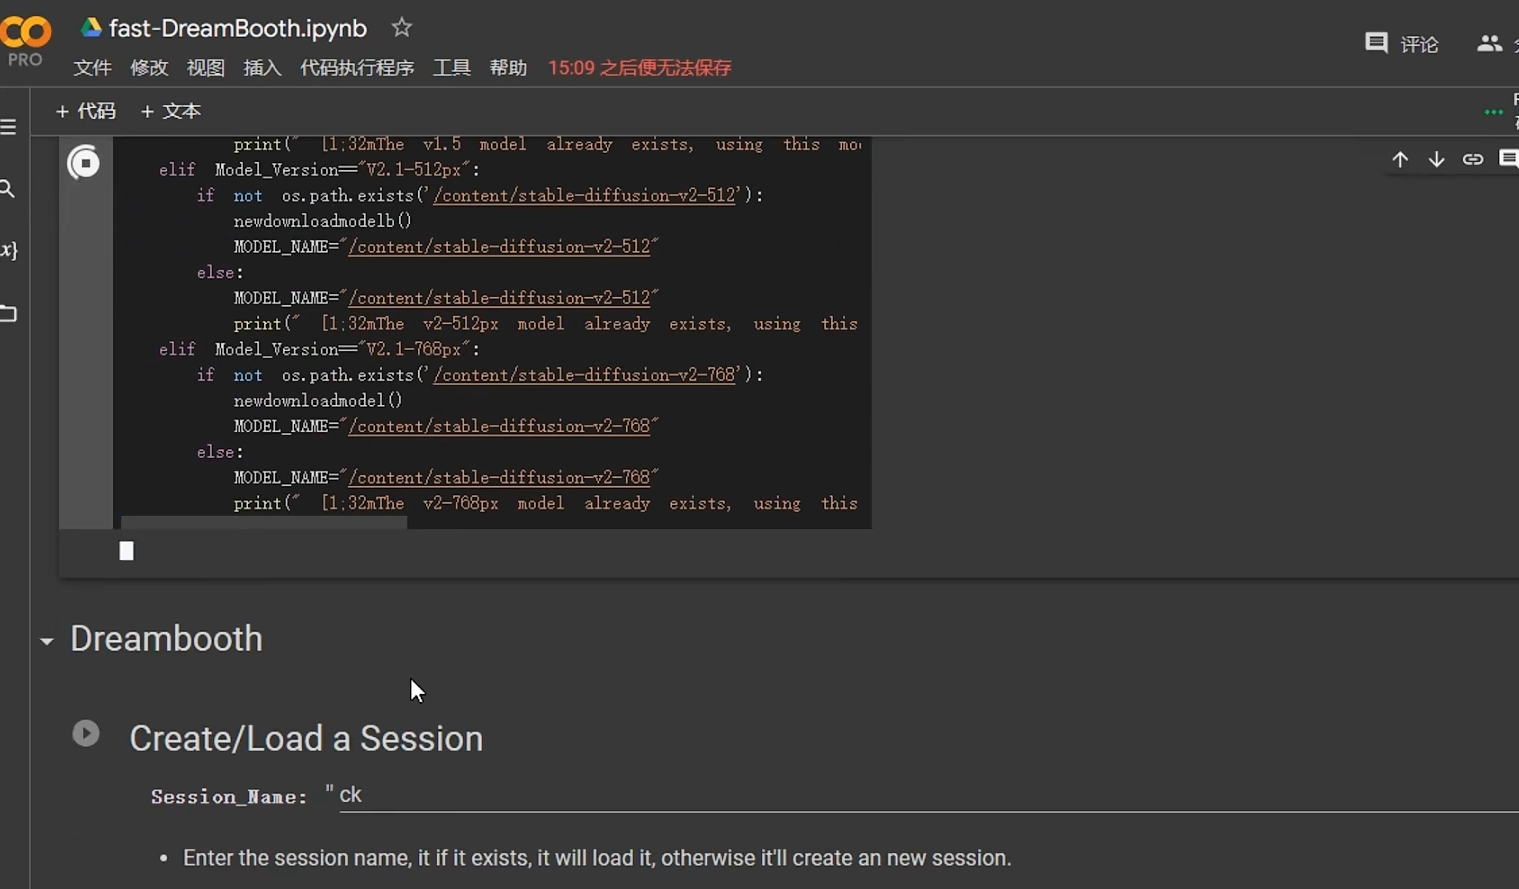 fast-DreamBooth.ipynb
PRO
评论
文件 修改 视图 插入 代码执行程序 工具 帮助 15:09 之后便无法保存
+ 代码 + 文本
print(" [1;32mThe v1.5 model already exists, using this
elif Model_Version=="V2.1-512px":
if not os.path.exists('/content/stable-diffusion-v2-512'):
newdownloadmodelb()
MODEL_NAME="/content/stable-diffusion-v2-512"
else:
MODEL_NAME="/content/stable-diffusion-v2-512"
print(" [1;32mThe v2-512px model already exists, using this
elif Model_Version=="V2.1-768px":
if not os.path.exists('/content/stable-diffusion-v2-768'):
newdownloadmodel()
MODEL_NAME="/content/stable-diffusion-v2-768"
else:
MODEL_NAME="/content/stable-diffusion-v2-768"
print(" [1;32mThe v2-768px model already exists, using this
Dreambooth
Create/Load a Session
Session_Name: " ck
• Enter the session name, it if it exists, it will load it, otherwise it'll create an new session.